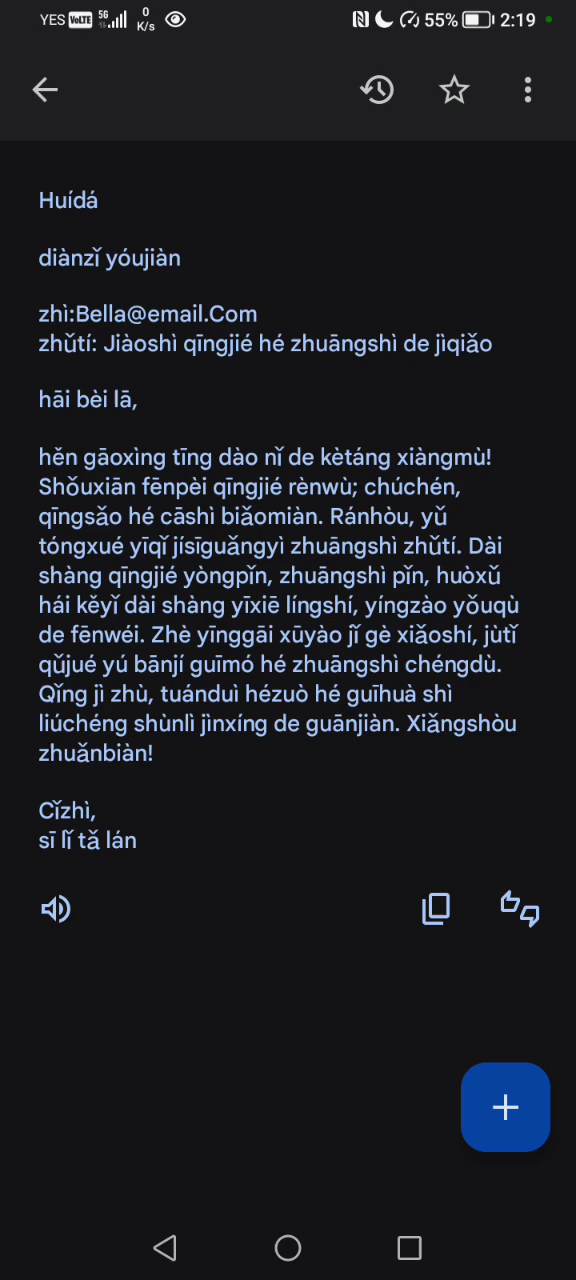 YES VoLTE 5G 0 K/s 55% 2:19
Huídá
diànzǐ yóujiàn
zhì:Bella@email.Com
zhǔtí: Jiàoshì qīngjié hé zhuāngshì de jìqiǎo
hāi bèi lā,
hěn gāoxìng tīng dào nǐ de kètáng xiàngmù!
Shǒuxiān fēnpèi qīngjié rènwù; chúchén,
qīngsǎo hé cāshì biǎomiàn. Ránhòu, yǔ
tóngxué yīqǐ jísīguǎngyì zhuāngshì zhǔtí. Dài
shàng qīngjié yòngpǐn, zhuāngshì pǐn, huòxǔ
hái kěyǐ dài shàng yīxiē língshí, yíngzào yǒuqù
de fēnwéi. Zhè yīnggāi xūyào jǐ gè xiǎoshí, jùtǐ
qǔjué yú bānjí guīmó hé zhuāngshì chéngdù.
Qǐng jì zhù, tuánduì hézuò hé guīhuà shì
liúchéng shùnlì jìnxíng de guānjiàn. Xiǎngshòu
zhuǎnbiàn!
Cǐzhì,
sī lǐ tǎ lán